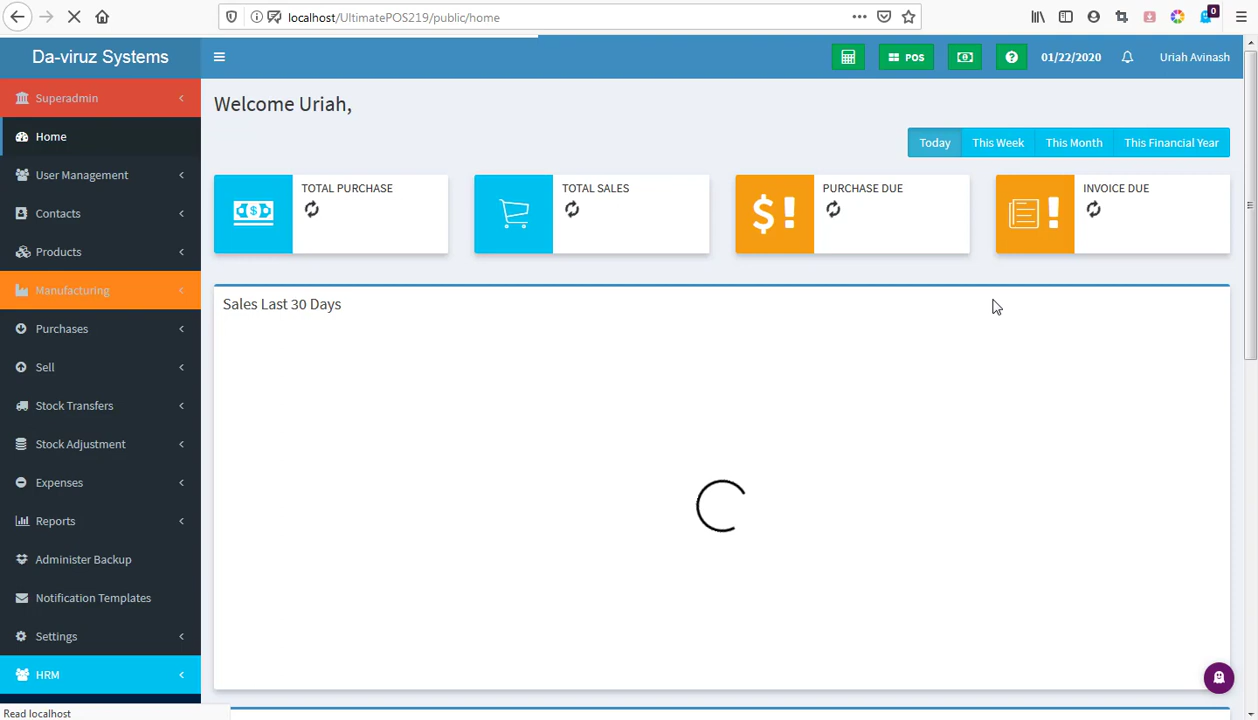 localhost/UltimatePOS219/public/home
0
Da-viruz Systems
POS
01/22/2020
Uriah Avinash
Superadmin
Home
User Management
Contacts
Products
Manufacturing
Purchases
Sell
Stock Transfers
Stock Adjustment
Expenses
Reports
Administer Backup
Notification Templates
Settings
HRM
Read localhost
Welcome Uriah,
Today This Week This Month This Financial Year
TOTAL PURCHASE
TOTAL SALES
PURCHASE DUE
INVOICE DUE
Sales Last 30 Days